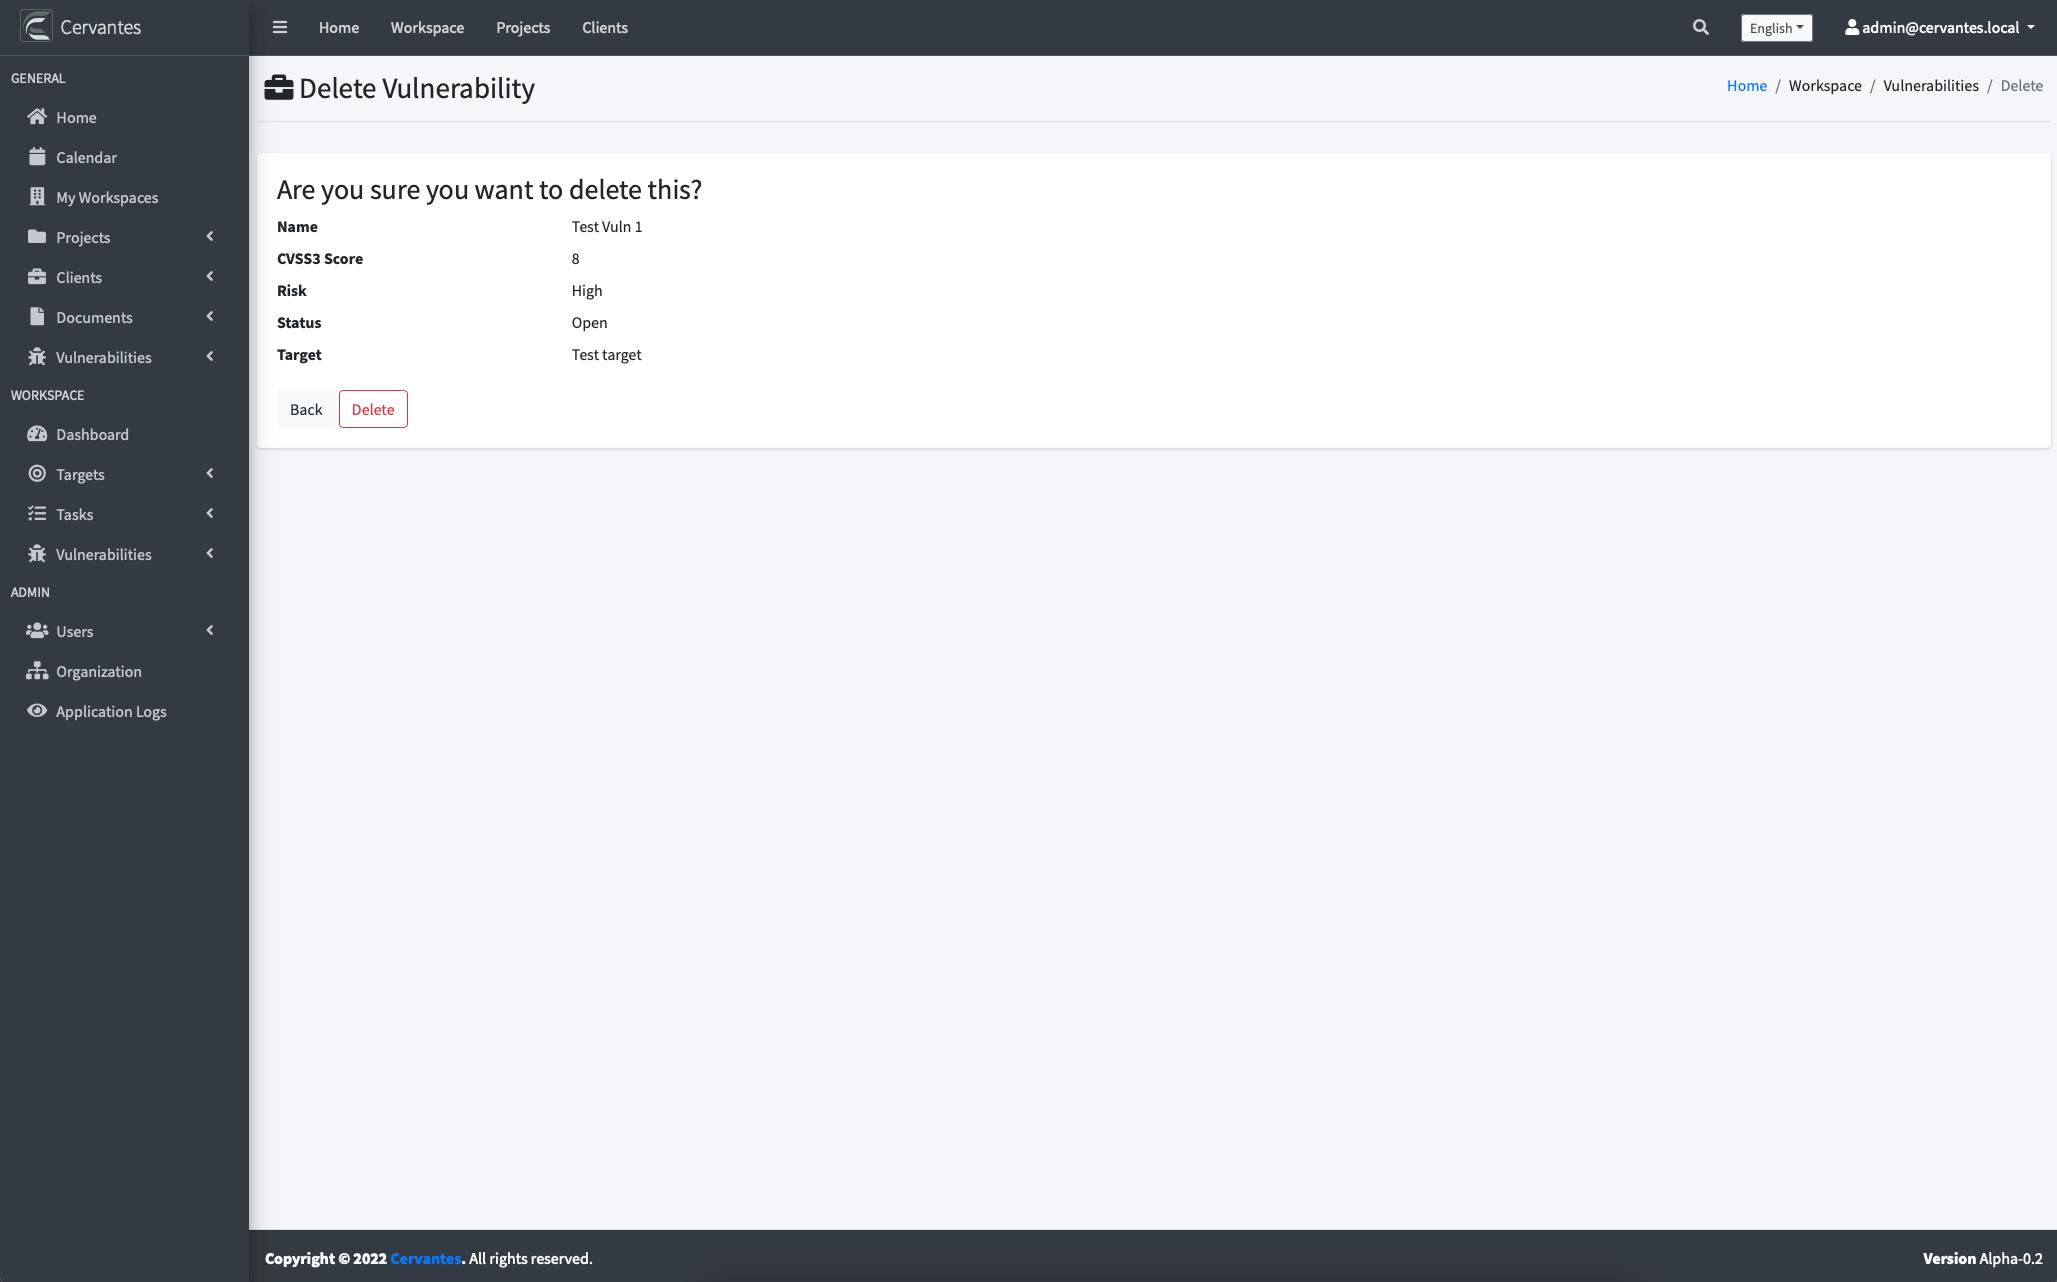 Cervantes
Home Workspace Projects Clients
English
admin@cervantes.local
GENERAL
Home
Calendar
My Workspaces
Projects
Clients
Documents
Vulnerabilities
WORKSPACE
Dashboard
Targets
Tasks
Vulnerabilities
ADMIN
Users
Organization
Application Logs
Delete Vulnerability
Home / Workspace / Vulnerabilities / Delete
Are you sure you want to delete this?
Name Test Vuln 1
CVSS3 Score 8
Risk High
Status Open
Target Test target
Back Delete
Copyright © 2022 Cervantes. All rights reserved.
Version Alpha-0.2